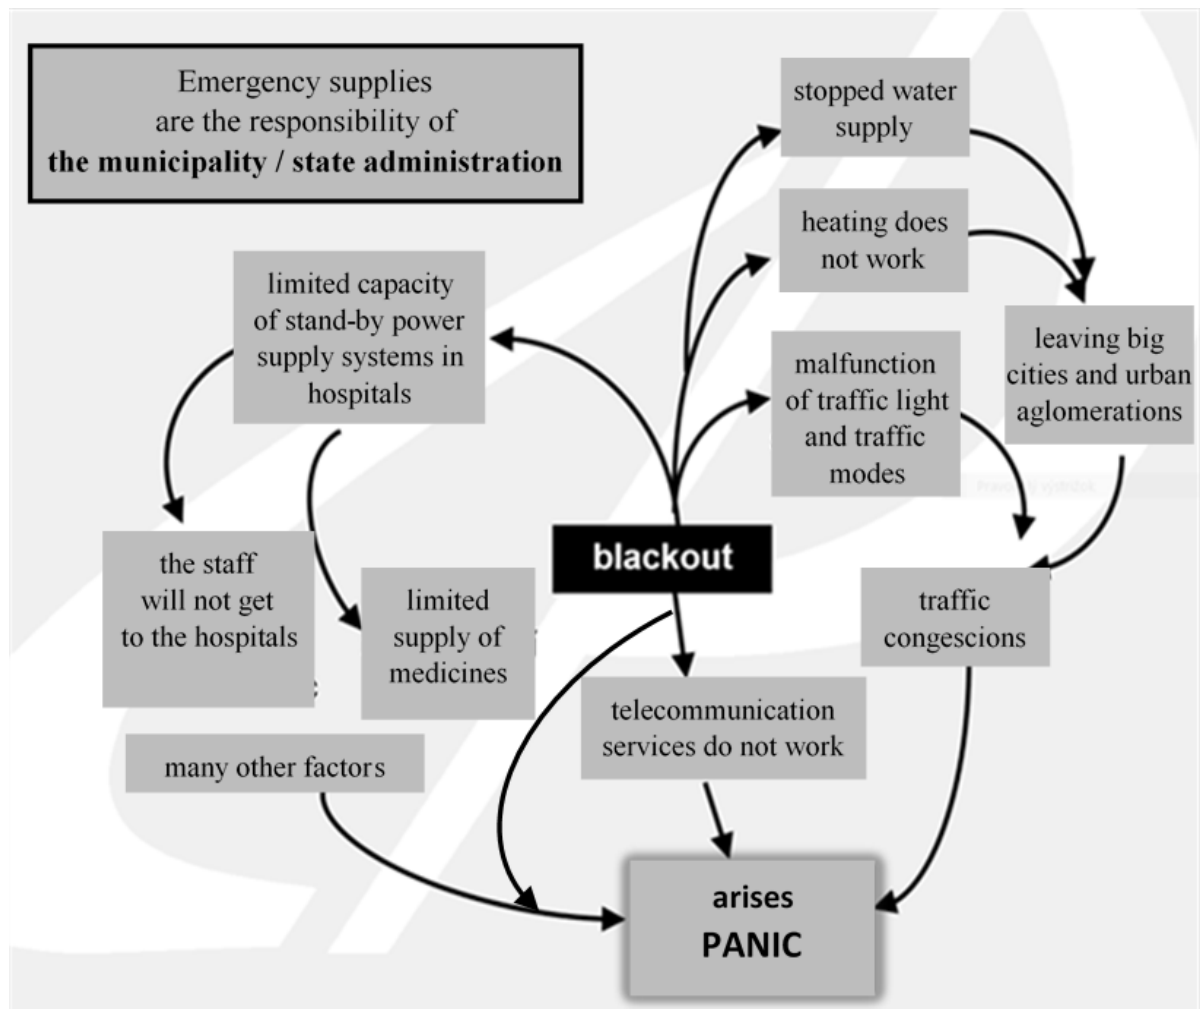 Emergency supplies
are the responsibility of
the municipality / state administration
stopped water
supply
heating does
not work
limited capacity
of stand-by power
supply systems in
hospitals
malfunction
of traffic light
and traffic
modes
leaving big
cities and urban
aglomerations
blackout
the staff
will not get
to the hospitals
limited
supply of
medicines
traffic
congescions
telecommunication
services do not work
many other factors
arises
PANIC